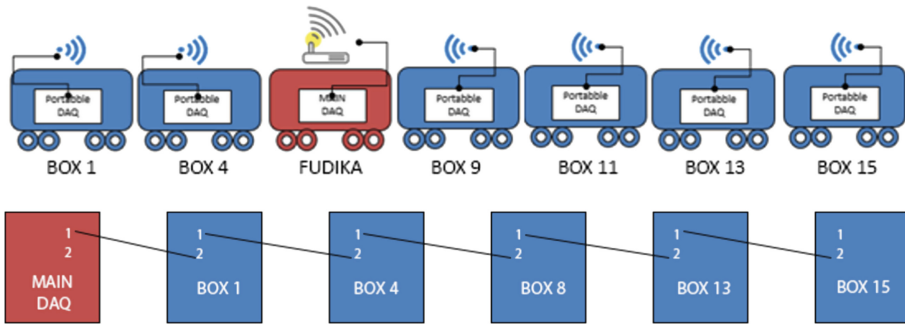 Portabble
DAQ
Portabble
DAQ
MAIN
DAQ
Portabble
DAQ
Portabble
DAQ
Portabble
DAQ
Portabble
DAQ
BOX 1
BOX 4
FUDIKA
BOX 9
BOX 11
BOX 13
BOX 15
1
2
MAIN
DAQ
1
2
BOX 1
1
2
BOX 4
1
2
BOX 8
1
2
BOX 13
1
2
BOX 15